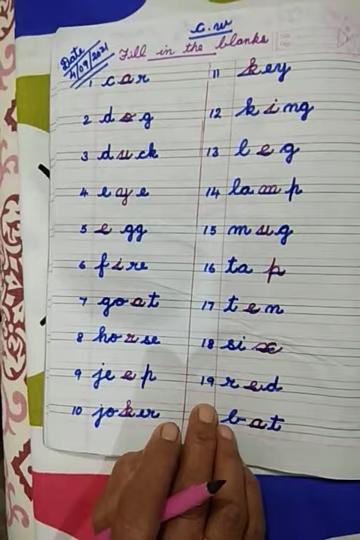 C.W
Date
4/09/2021
Fill in the blanks
1 car
2 dog
3 duck
4 eye
5 egg
6 fire
7 goat
8 horse
9 jeep
10 joker
11 key
12 king
13 leg
14 lamp
15 mug
16 tap
17 ten
18 six
19 red
bat